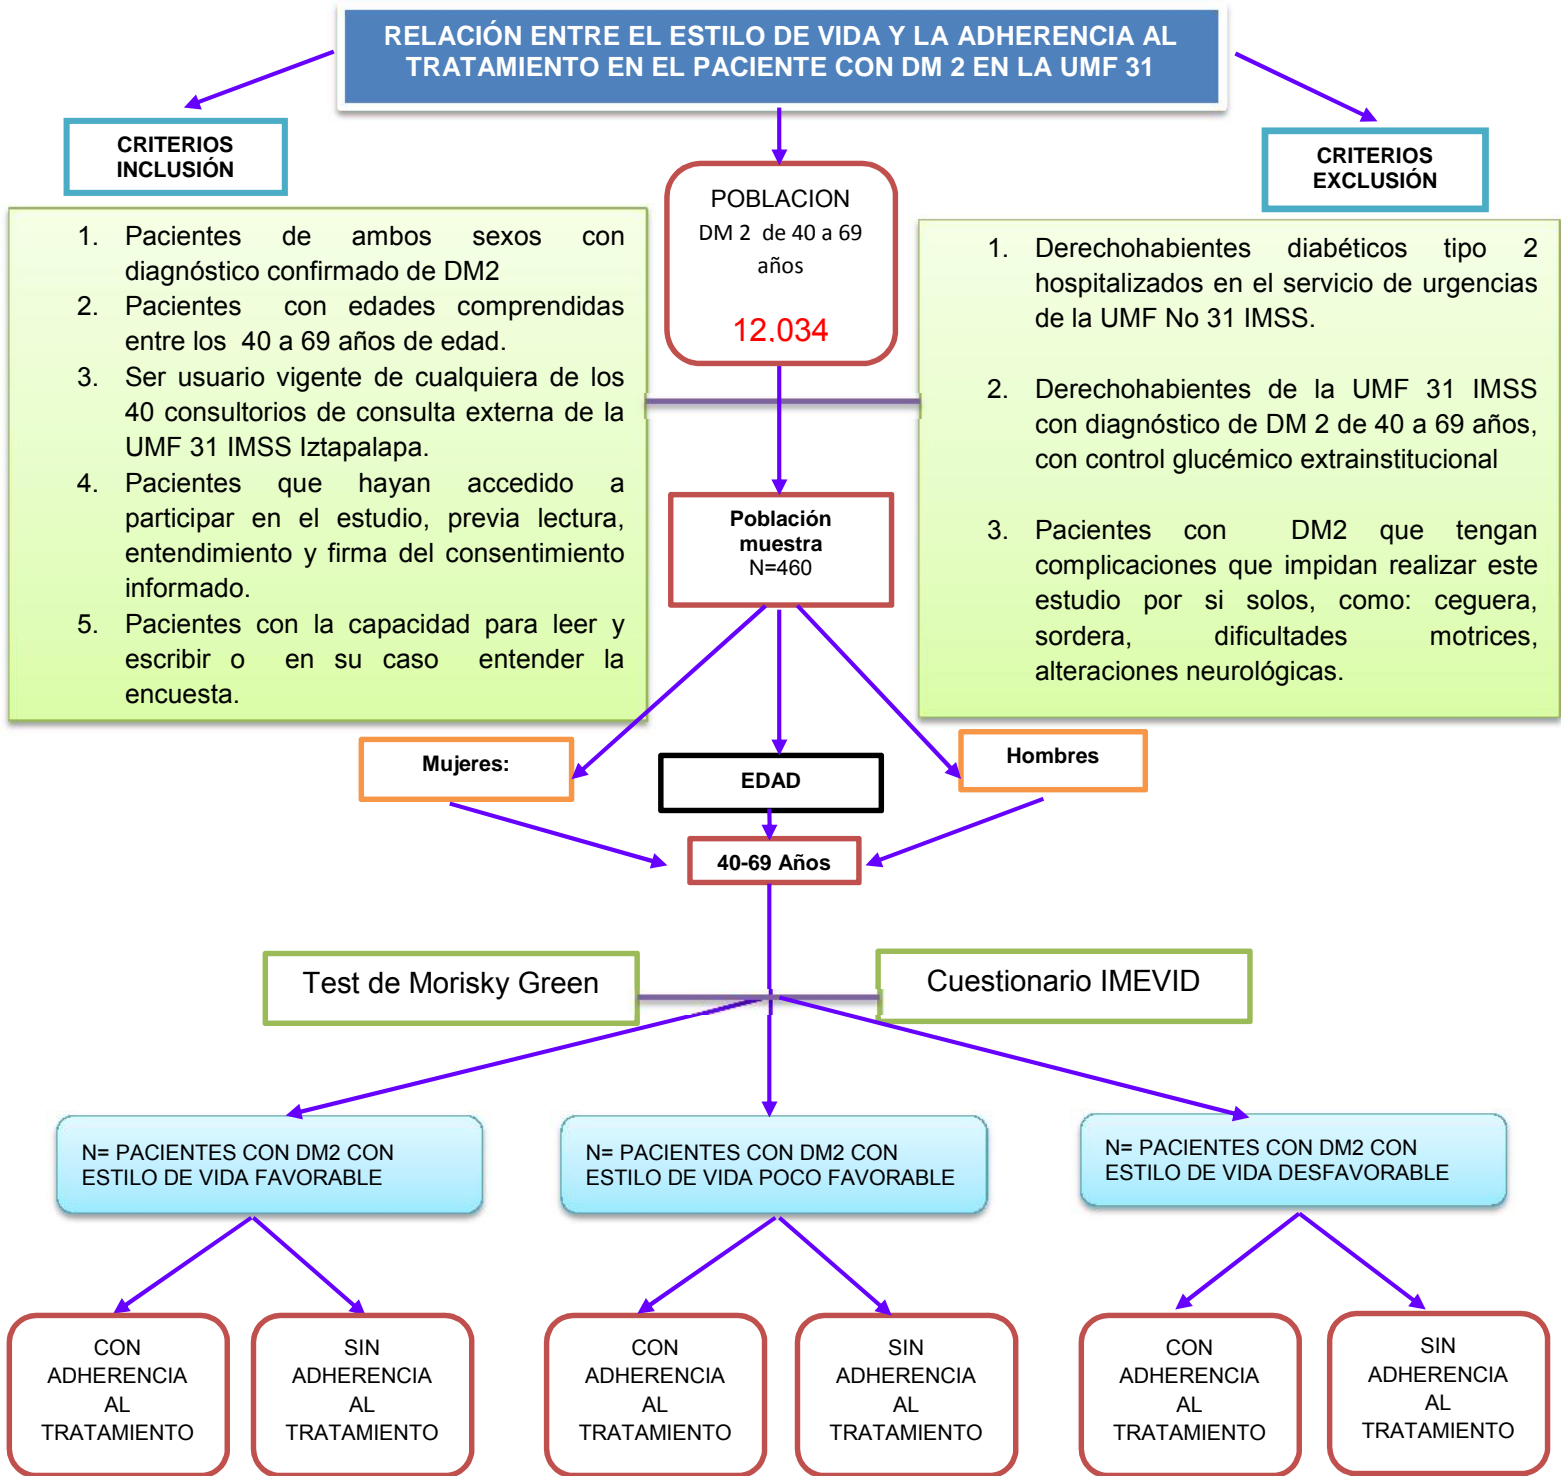 RELACIÓN ENTRE EL ESTILO DE VIDA Y LA ADHERENCIA AL
TRATAMIENTO EN EL PACIENTE CON DM 2 EN LA UMF 31
CRITERIOS
INCLUSIÓN
1. Pacientes de ambos sexos con
diagnóstico confirmado de DM2
2. Pacientes con edades comprendidas
entre los 40 a 69 años de edad.
3. Ser usuario vigente de cualquiera de los
40 consultorios de consulta externa de la
UMF 31 IMSS Iztapalapa.
4. Pacientes que hayan accedido a
participar en el estudio, previa lectura,
entendimiento y firma del consentimiento
informado.
5. Pacientes con la capacidad para leer y
escribir o en su caso entender la
encuesta.
POBLACION
DM 2 de 40 a 69
años
12.034
CRITERIOS
EXCLUSIÓN
1. Derechohabientes diabéticos tipo 2
hospitalizados en el servicio de urgencias
de la UMF No 31 IMSS.
2. Derechohabientes de la UMF 31 IMSS
con diagnóstico de DM 2 de 40 a 69 años,
con control glucémico extrainstitucional
3. Pacientes con DM2 que tengan
complicaciones que impidan realizar este
estudio por si solos, como: ceguera,
sordera, dificultades motrices,
alteraciones neurológicas.
Población
muestra
N=460
Mujeres:
EDAD
Hombres
40-69 Años
Test de Morisky Green
Cuestionario IMEVID
N= PACIENTES CON DM2 CON
ESTILO DE VIDA FAVORABLE
N= PACIENTES CON DM2 CON
ESTILO DE VIDA POCO FAVORABLE
N= PACIENTES CON DM2 CON
ESTILO DE VIDA DESFAVORABLE
CON
ADHERENCIA
AL
TRATAMIENTO
SIN
ADHERENCIA
AL
TRATAMIENTO
CON
ADHERENCIA
AL
TRATAMIENTO
SIN
ADHERENCIA
AL
TRATAMIENTO
CON
ADHERENCIA
AL
TRATAMIENTO
SIN
ADHERENCIA
AL
TRATAMIENTO